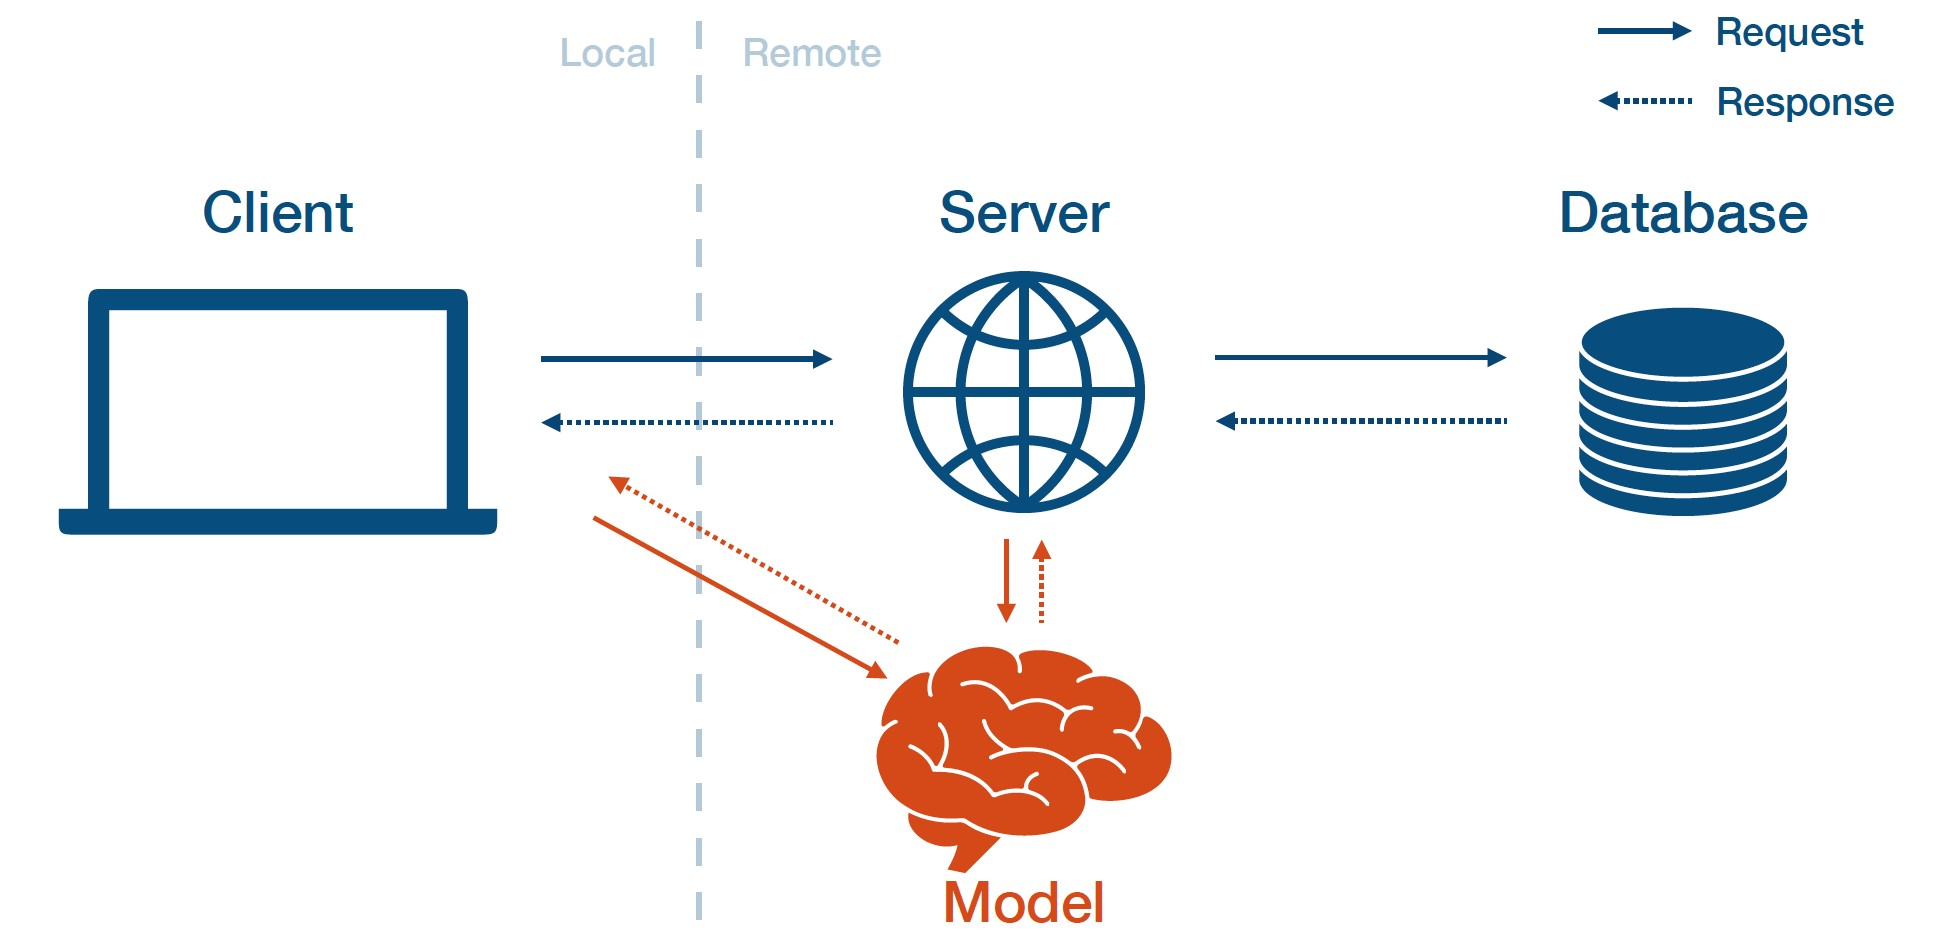 Local
Remote
Request
Response
Client
Server
Database
Model